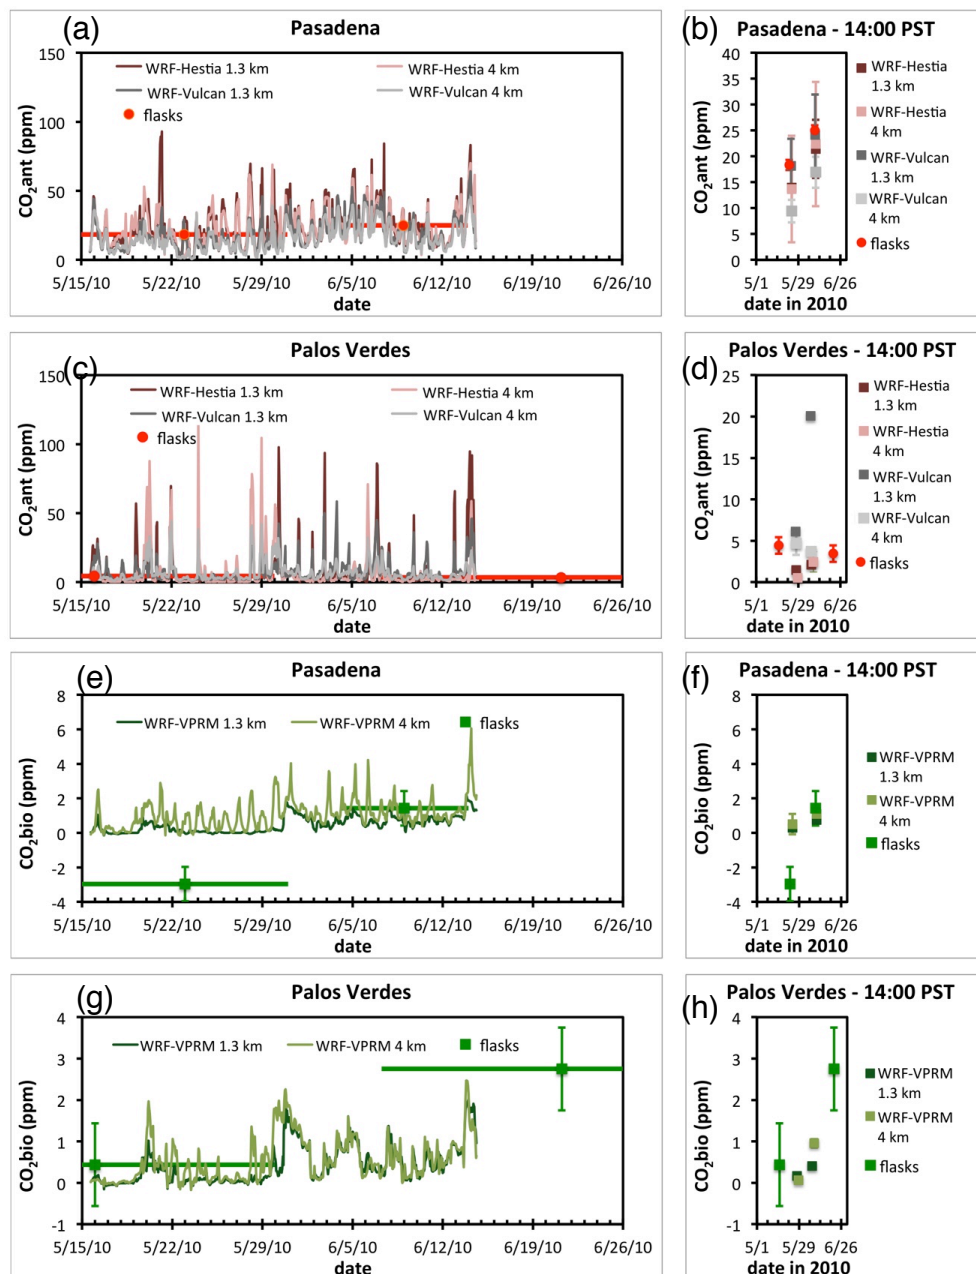 (a)
Pasadena
CO2ant (ppm)
150
100
50
0
WRF-Hestia 1.3 km
WRF-Hestia 4 km
WRF-Vulcan 1.3 km
WRF-Vulcan 4 km
flasks
5/15/10 5/22/10 5/29/10 6/5/10 6/12/10 6/19/10 6/26/10
date
(b)
Pasadena - 14:00 PST
CO2ant (ppm)
40
35
30
25
20
15
10
5
0
WRF-Hestia
1.3 km
WRF-Hestia
4 km
WRF-Vulcan
1.3 km
WRF-Vulcan
4 km
flasks
5/1 5/29 6/26
date in 2010
(c)
Palos Verdes
CO2ant (ppm)
150
100
50
0
WRF-Hestia 1.3 km
WRF-Hestia 4 km
WRF-Vulcan 1.3 km
WRF-Vulcan 4 km
flasks
5/15/10 5/22/10 5/29/10 6/5/10 6/12/10 6/19/10 6/26/10
date
(d)
Palos Verdes - 14:00 PST
CO2ant (ppm)
25
20
15
10
5
0
WRF-Hestia
1.3 km
WRF-Hestia
4 km
WRF-Vulcan
1.3 km
WRF-Vulcan
4 km
flasks
5/1 5/29 6/26
date in 2010
(e)
Pasadena
CO2bio (ppm)
8
6
4
2
0
-2
-4
WRF-VPRM 1.3 km
WRF-VPRM 4 km
flasks
5/15/10 5/22/10 5/29/10 6/5/10 6/12/10 6/19/10 6/26/10
date
(f)
Pasadena - 14:00 PST
CO2bio (ppm)
8
6
4
2
0
-2
-4
WRF-VPRM
1.3 km
WRF-VPRM
4 km
flasks
5/1 5/29 6/26
date in 2010
(g)
Palos Verdes
CO2bio (ppm)
4
3
2
1
0
-1
WRF-VPRM 1.3 km
WRF-VPRM 4 km
flasks
5/15/10 5/22/10 5/29/10 6/5/10 6/12/10 6/19/10 6/26/10
date
(h)
Palos Verdes - 14:00 PST
CO2bio (ppm)
4
3
2
1
0
-1
WRF-VPRM
1.3 km
WRF-VPRM
4 km
flasks
5/1 5/29 6/26
date in 2010